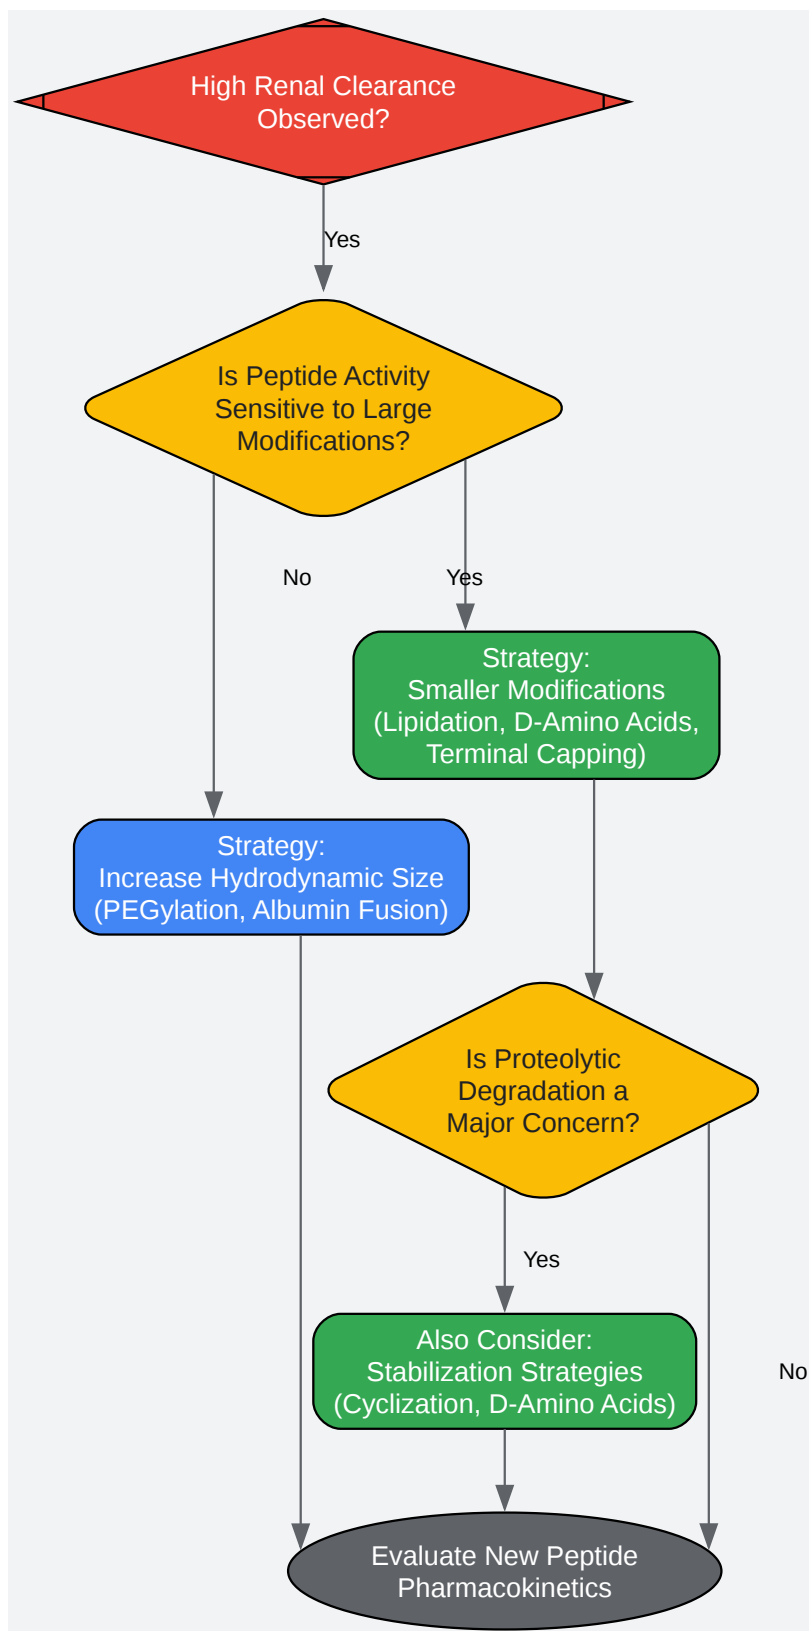 High Renal Clearance
Observed?
Yes
Is Peptide Activity
Sensitive to Large
Modifications?
No
Yes
Strategy:
Smaller Modifications
(Lipidation, D-Amino Acids,
Terminal Capping)
Strategy:
Increase Hydrodynamic Size
(PEGylation, Albumin Fusion)
Is Proteolytic
Degradation a
Major Concern?
Yes
Also Consider:
Stabilization Strategies
(Cyclization, D-Amino Acids)
No
Evaluate New Peptide
Pharmacokinetics